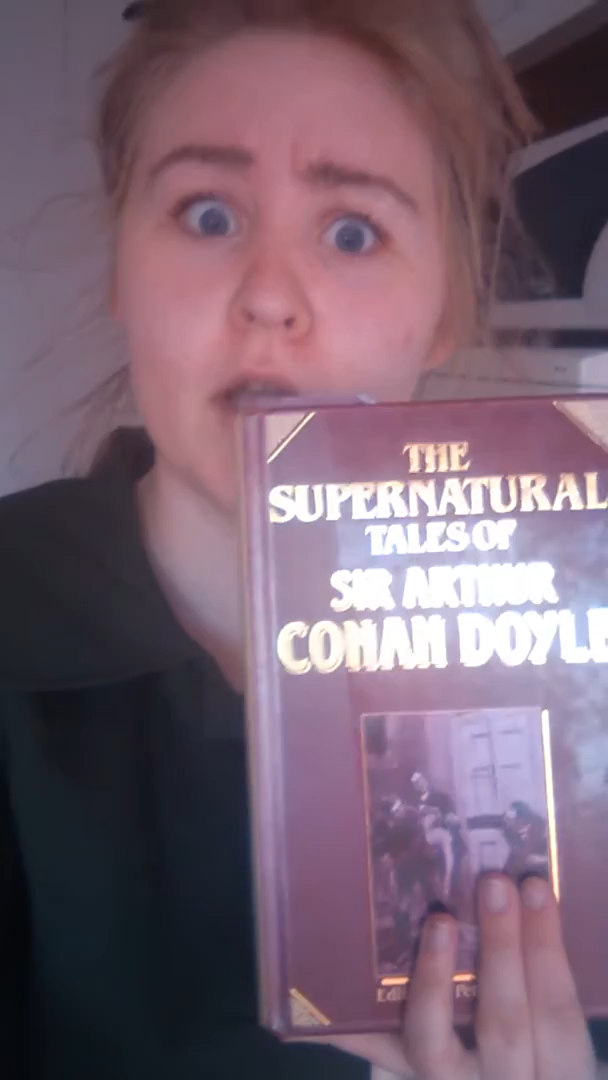 THE
SUPERNATURAL
TALES OF
SIR ARTHUR
CONAN DOYLE